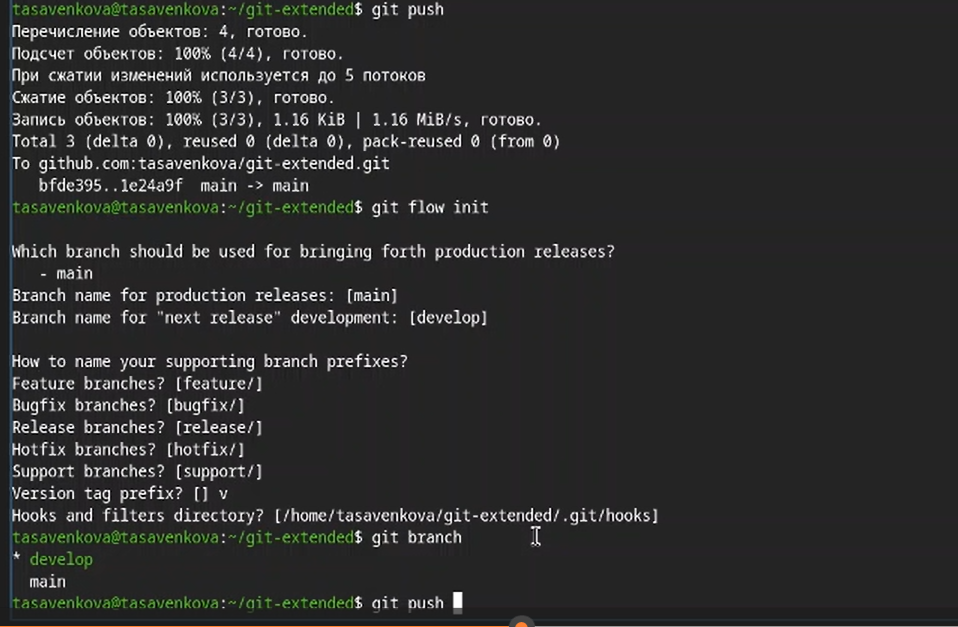 tasavenkova@tasavenkova:~/git-extended$ git push
Перечисление объектов: 4, готово.
Подсчет объектов: 100% (4/4), готово.
При сжатии изменений используется до 5 потоков
Сжатие объектов: 100% (3/3), готово.
Запись объектов: 100% (3/3), 1.16 KiB | 1.16 MiB/s, готово.
Total 3 (delta 0), reused 0 (delta 0), pack-reused 0 (from 0)
To github.com:tasavenkova/git-extended.git
   bfde395..1e24a9f  main -> main
tasavenkova@tasavenkova:~/git-extended$ git flow init
Which branch should be used for bringing forth production releases?
   - main
Branch name for production releases: [main]
Branch name for "next release" development: [develop]
How to name your supporting branch prefixes?
Feature branches? [feature/]
Bugfix branches? [bugfix/]
Release branches? [release/]
Hotfix branches? [hotfix/]
Support branches? [support/]
Version tag prefix? [] v
Hooks and filters directory? [/home/tasavenkova/git-extended/.git/hooks]
tasavenkova@tasavenkova:~/git-extended$ git branch
* develop
  main
tasavenkova@tasavenkova:~/git-extended$ git push